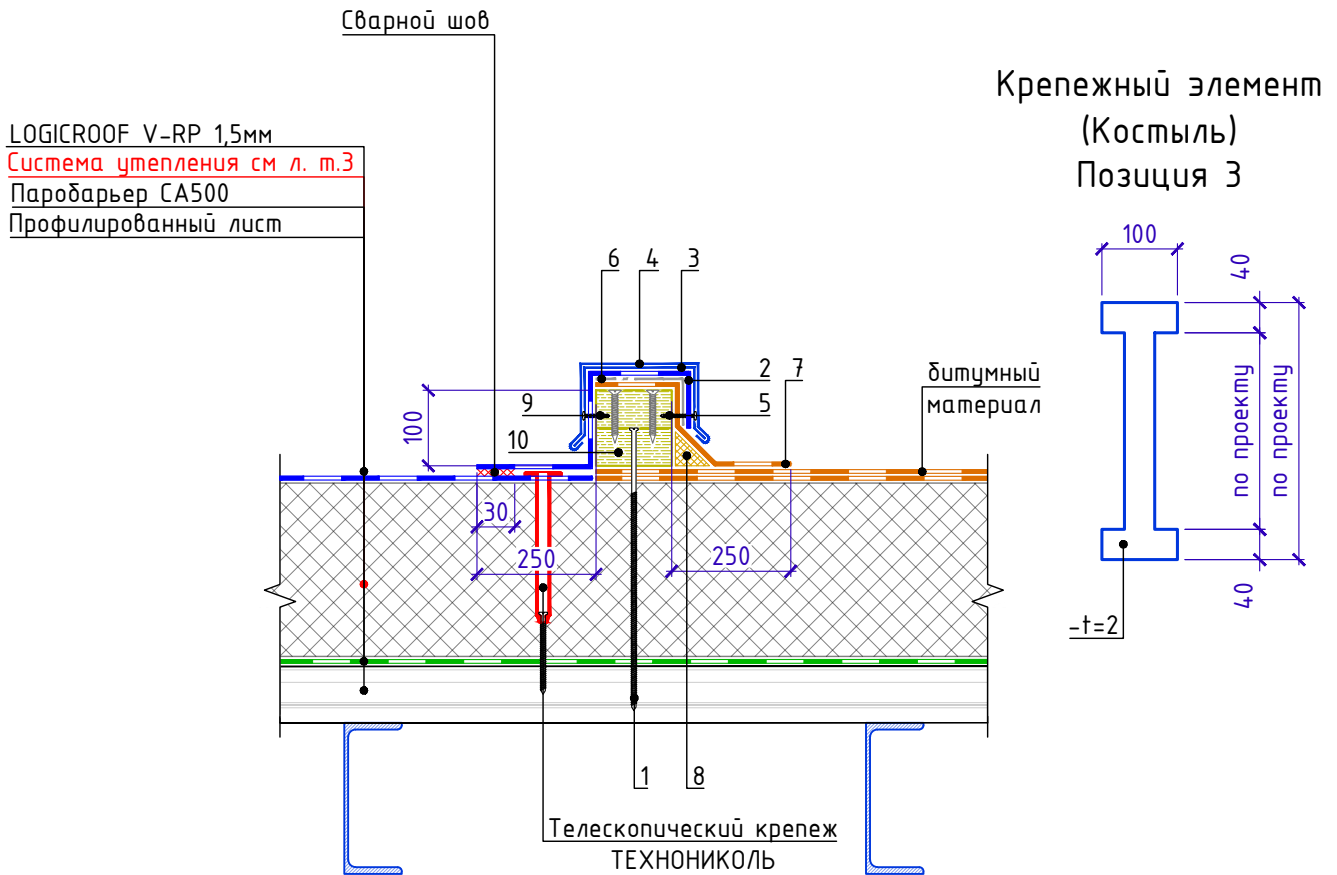 Сварной шов
LOGICROOF V-RP 1,5мм
Система утепления см л. т.3
Паробарьер СА500
Профилированный лист
Крепежный элемент
(Костыль)
Позиция 3
100
40
по проекту
по проекту
40
-t=2
6
4
3
2
7
9
5
10
100
битумный
материал
30
250
250
1
8
Телескопический крепеж
ТЕХНОНИКОЛЬ